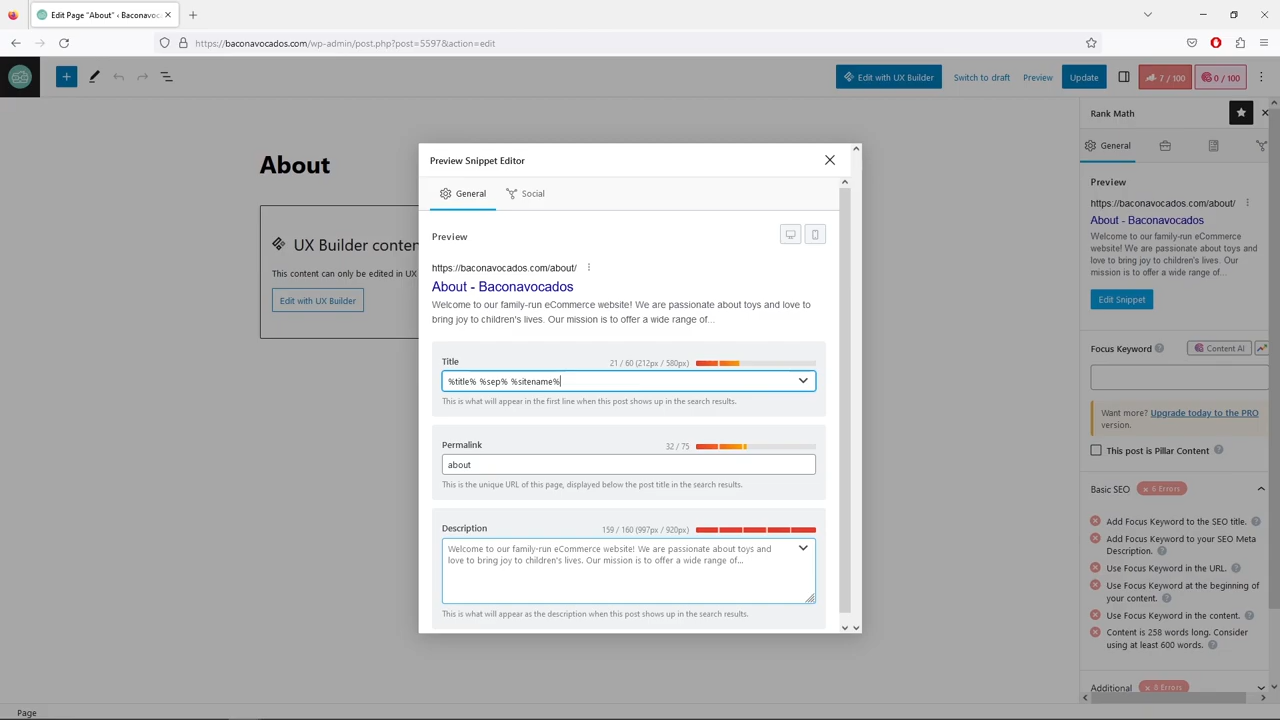 Edit Page "About" ‹ Baconavoc
https://baconavocados.com/wp-admin/post.php?post=5597&action=edit
Edit with UX Builder
Switch to draft
Preview
Update
7 / 100
0 / 100
Rank Math
General
Preview
https://baconavocados.com/about/
About - Baconavocados
Welcome to our family-run eCommerce
website! We are passionate about toys and
love to bring joy to children's lives. Our
mission is to offer a wide range of...
Edit Snippet
Focus Keyword
Content AI
Want more? Upgrade today to the PRO
version.
This post is Pillar Content
Basic SEO
× 6 Errors
Add Focus Keyword to the SEO title.
Add Focus Keyword to your SEO Meta
Description.
Use Focus Keyword in the URL.
Use Focus Keyword at the beginning of
your content.
Use Focus Keyword in the content.
Content is 258 words long. Consider
using at least 600 words.
Additional
× 8 Errors
About
UX Builder conten
This content can only be edited in UX
Edit with UX Builder
Preview Snippet Editor
General
Social
Preview
https://baconavocados.com/about/
About - Baconavocados
Welcome to our family-run eCommerce website! We are passionate about toys and love to
bring joy to children's lives. Our mission is to offer a wide range of...
Title
21 / 60 (212px / 580px)
%title% %sep% %sitename%
This is what will appear in the first line when this post shows up in the search results.
Permalink
32 / 75
about
This is the unique URL of this page, displayed below the post title in the search results.
Description
159 / 160 (997px / 920px)
Welcome to our family-run eCommerce website! We are passionate about toys and
love to bring joy to children's lives. Our mission is to offer a wide range of...
This is what will appear as the description when this post shows up in the search results.
Page